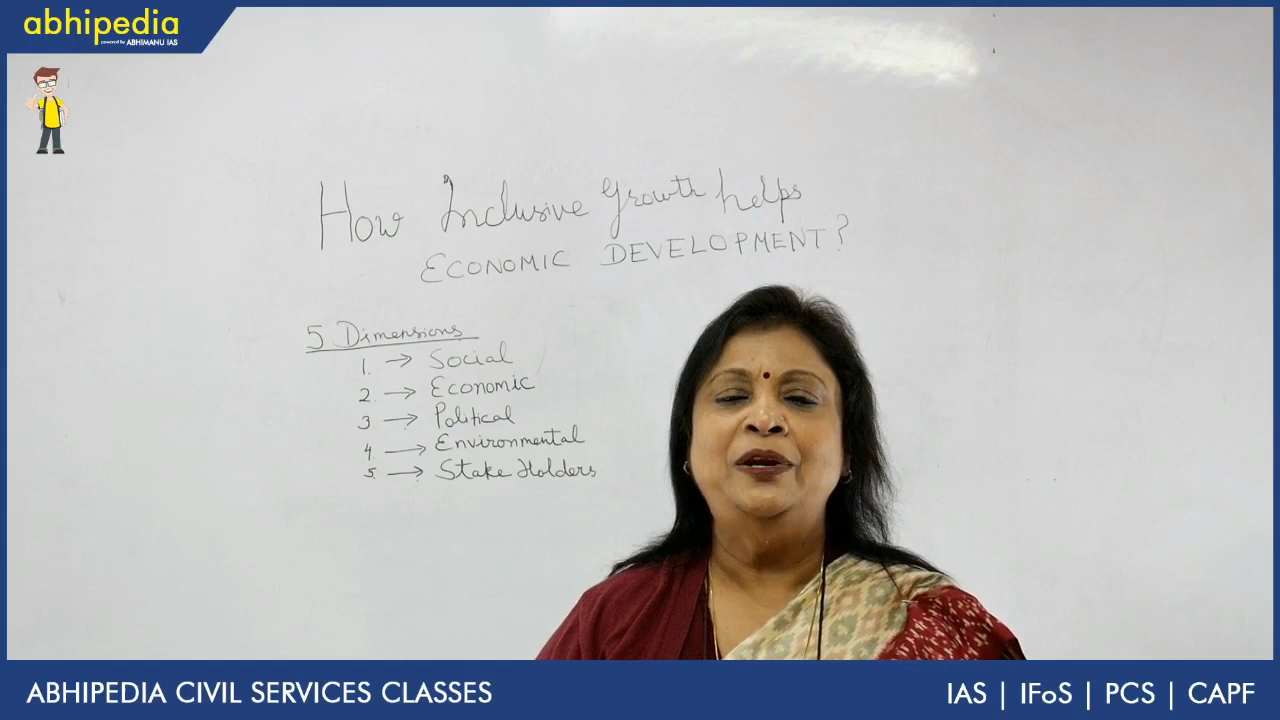 abhipedia
powered by ABHIMANU IAS
How Inclusive Growth helps
ECONOMIC DEVELOPMENT?
5 Dimensions
1. → Social
2. → Economic
3. → Political
4. → Environmental
5. → Stake Holders
ABHIPEDIA CIVIL SERVICES CLASSES
IAS | IFoS | PCS | CAPF